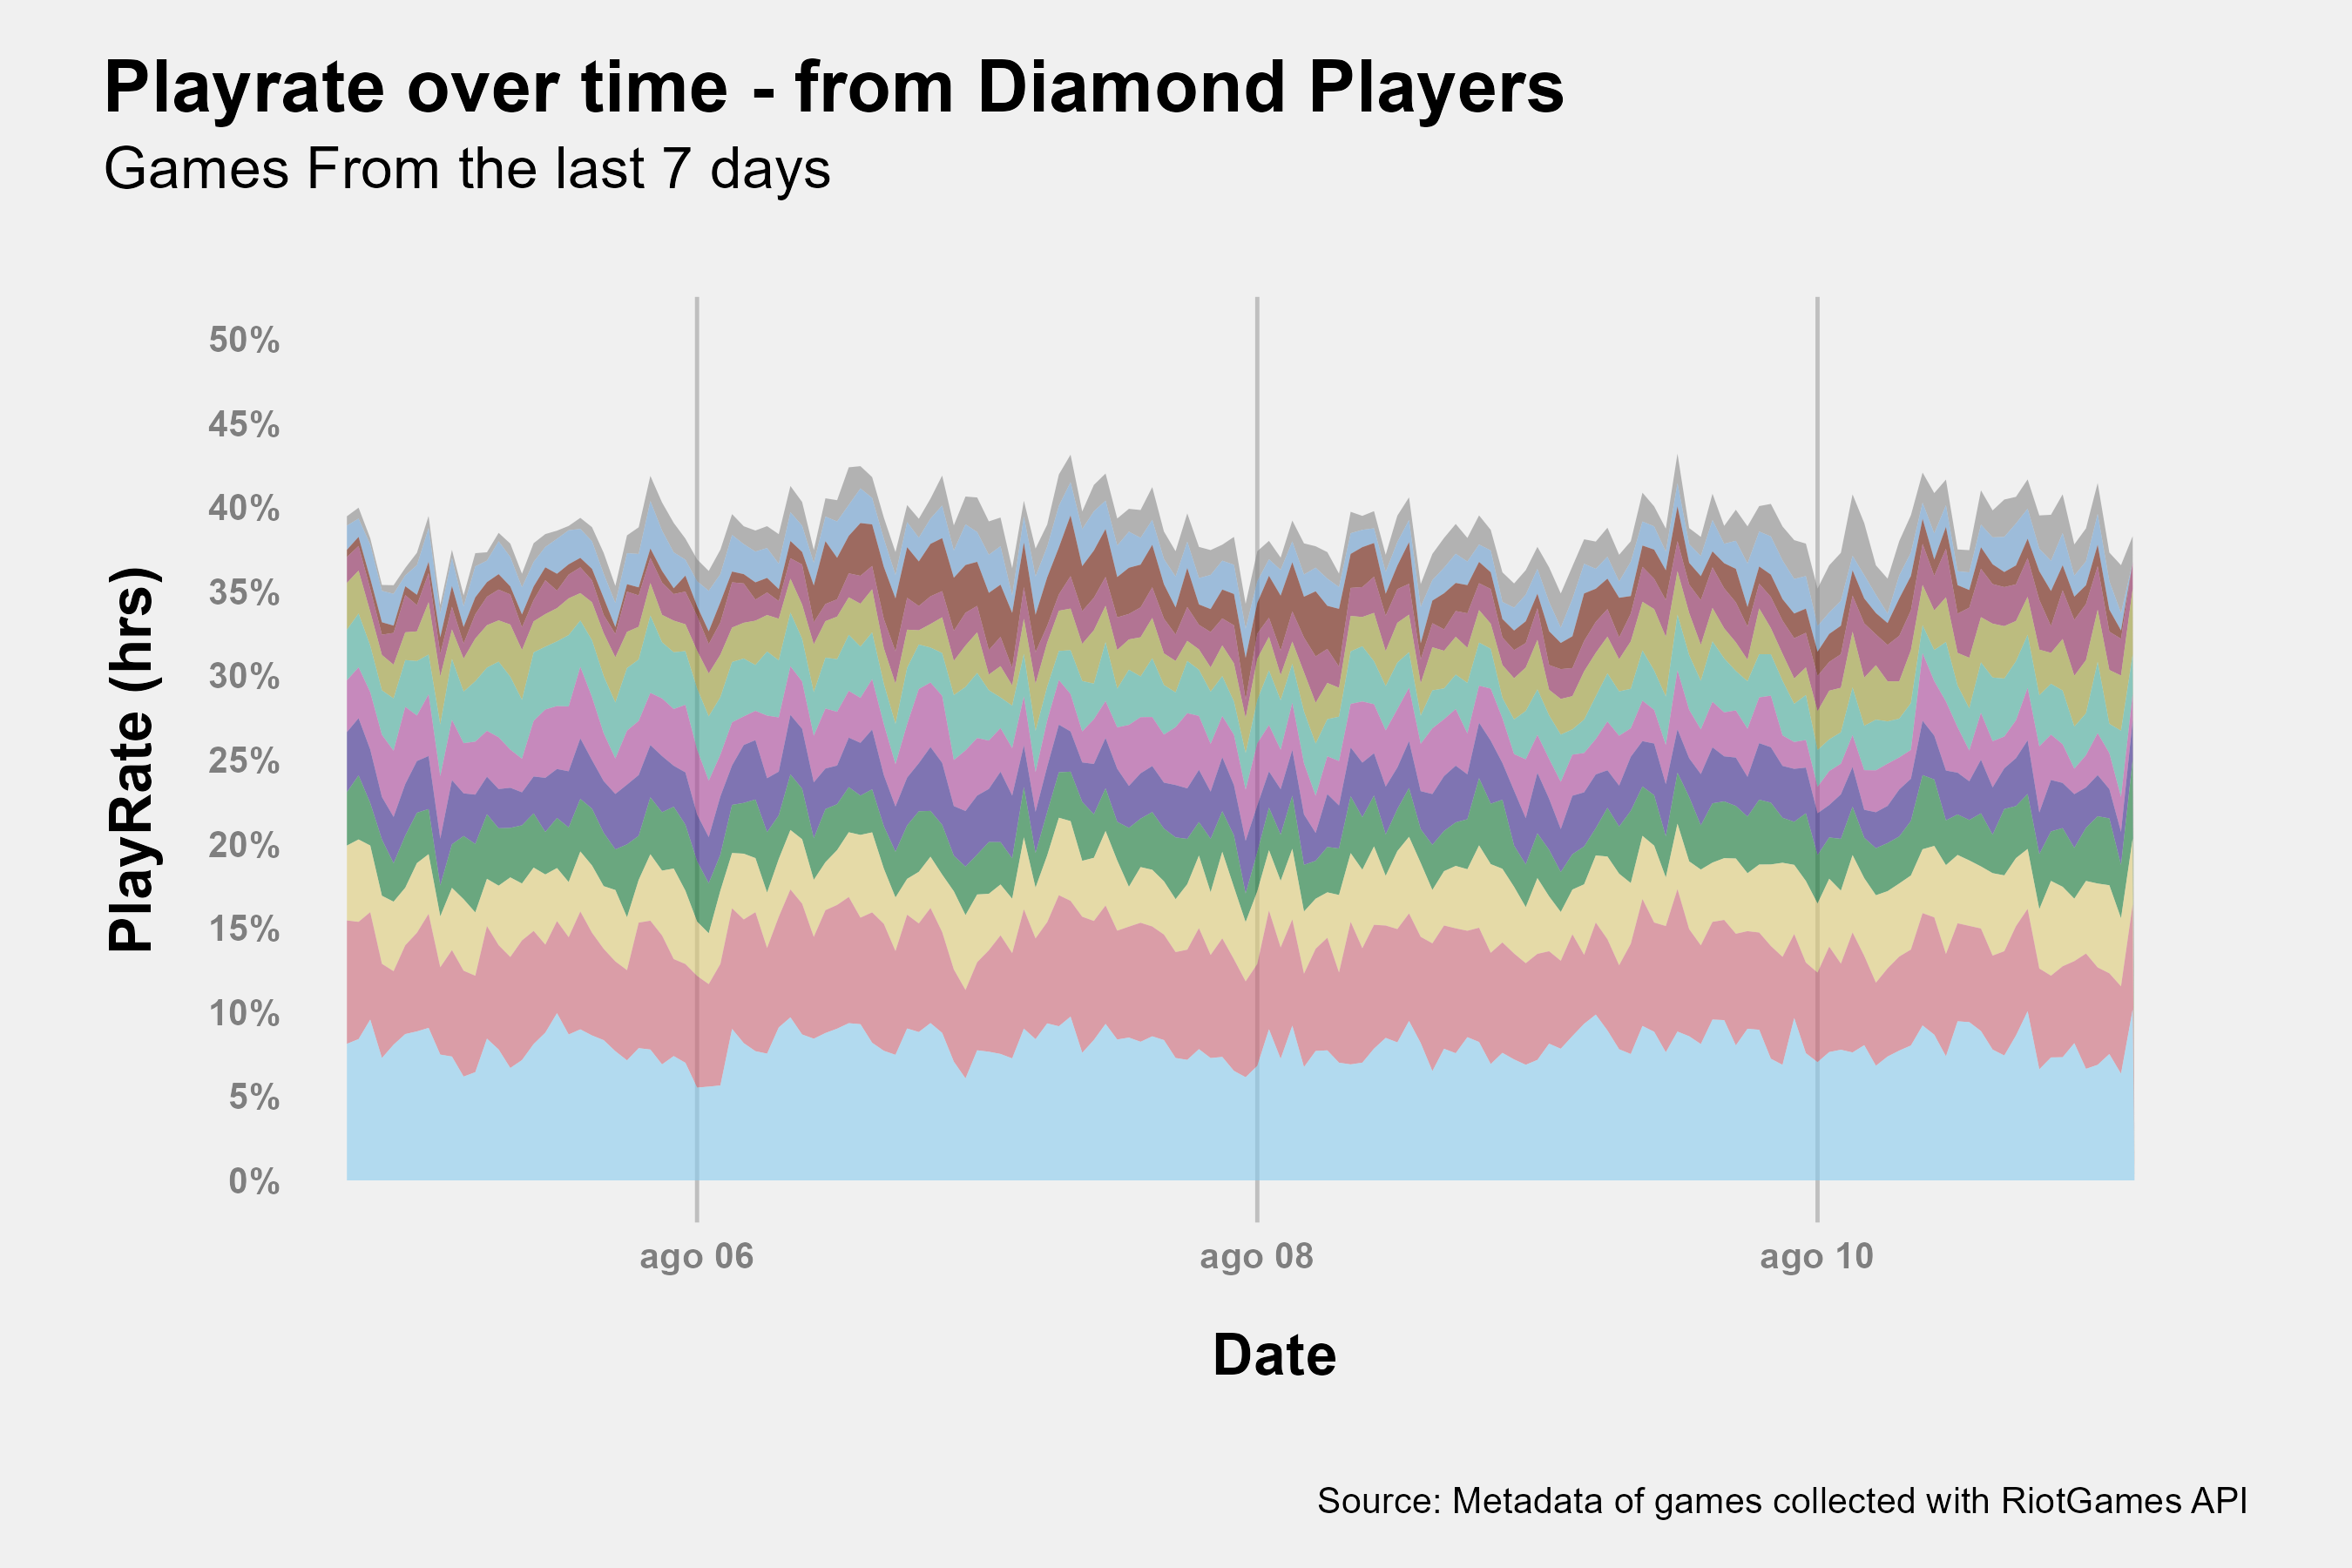 Playrate over time - from Diamond Players
Games From the last 7 days
50%
45%
40%
35%
30%
25%
20%
15%
10%
5%
0%
PlayRate (hrs)
ago 06
ago 08
ago 10
Date
Source: Metadata of games collected with RiotGames API